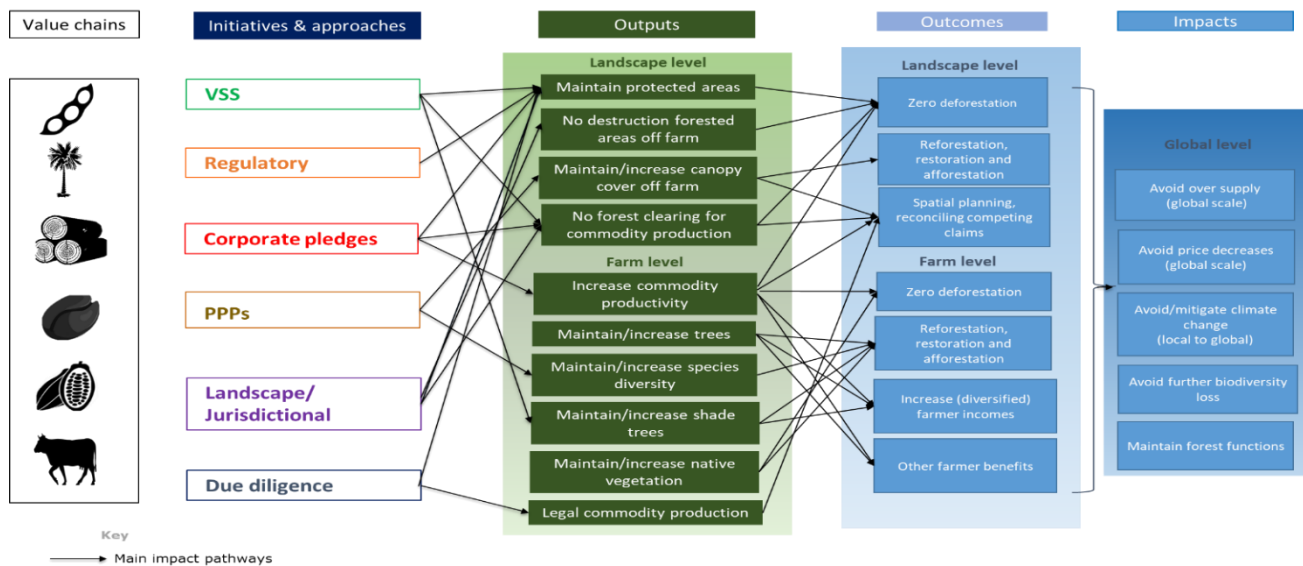 Value chains
Initiatives & approaches
Outputs
Outcomes
Impacts
VSS
Regulatory
Corporate pledges
PPPs
Landscape/
Jurisdictional
Due diligence
Landscape level
Maintain protected areas
No destruction forested
areas off farm
Maintain/increase canopy
cover off farm
No forest clearing for
commodity production
Farm level
Increase commodity
productivity
Maintain/increase trees
Maintain/increase species
diversity
Maintain/increase shade
trees
Maintain/increase native
vegetation
Legal commodity production
Landscape level
Zero deforestation
Reforestation,
restoration and
afforestation
Spatial planning,
reconciling competing
claims
Farm level
Zero deforestation
Reforestation,
restoration and
afforestation
Increase (diversified)
farmer incomes
Other farmer benefits
Global level
Avoid over supply
(global scale)
Avoid price decreases
(global scale)
Avoid/mitigate climate
change
(local to global)
Avoid further biodiversity
loss
Maintain forest functions
Key
Main impact pathways